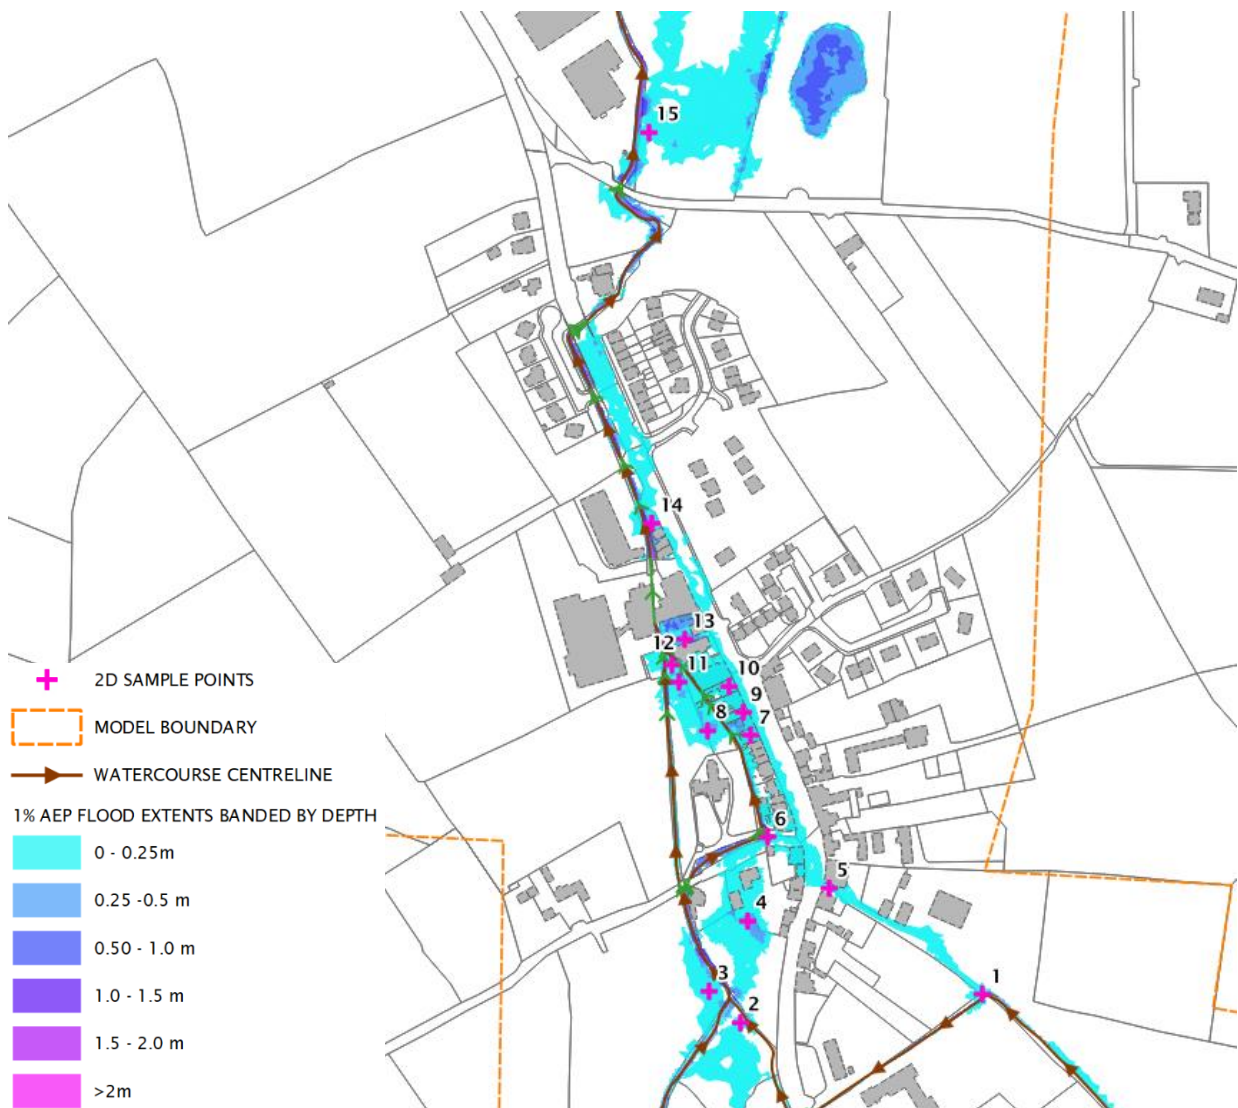 15
14
13
12
11
10
9
8
7
6
5
4
3
2
1
2D SAMPLE POINTS
MODEL BOUNDARY
WATERCOURSE CENTRELINE
1% AEP FLOOD EXTENTS BANDED BY DEPTH
0 - 0.25m
0.25 -0.5 m
0.50 - 1.0 m
1.0 - 1.5 m
1.5 - 2.0 m
>2m